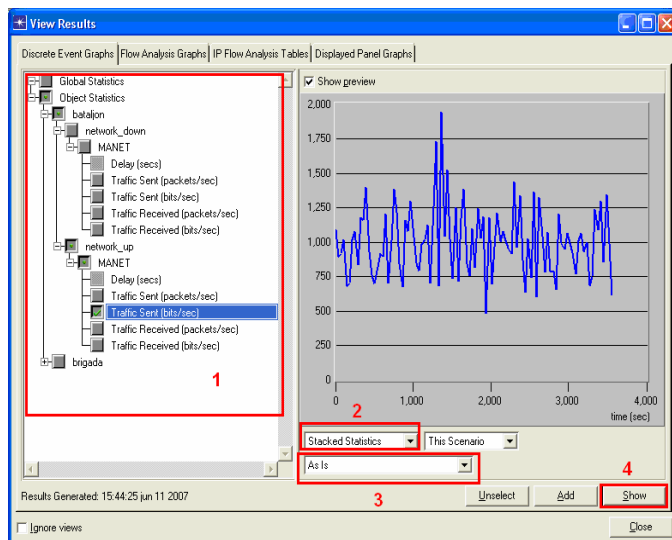 View Results
Discrete Event Graphs Flow Analysis Graphs IP Flow Analysis Tables Displayed Panel Graphs
Global Statistics
Object Statistics
bataljon
network_down
MANET
Delay (secs)
Traffic Sent (packets/sec)
Traffic Sent (bits/sec)
Traffic Received (packets/sec)
Traffic Received (bits/sec)
network_up
MANET
Delay (secs)
Traffic Sent (packets/sec)
Traffic Sent (bits/sec)
Traffic Received (packets/sec)
Traffic Received (bits/sec)
brigada
1
Show preview
2,000
1,750
1,500
1,250
1,000
750
500
250
0
0 1,000 2,000 3,000 4,000
time (sec)
2
Stacked Statistics This Scenario
As Is
3
4
Results Generated: 15:44:25 jun 11 2007
Unselect Add Show
Ignore views
Close